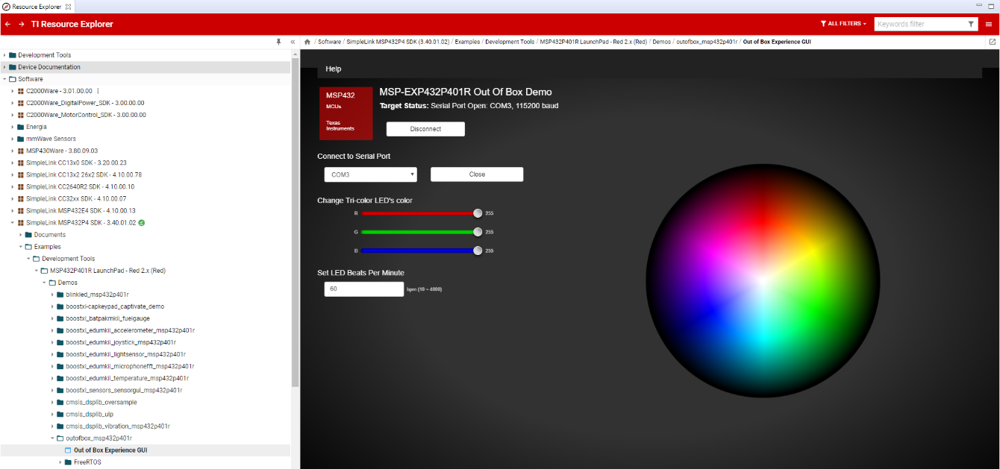 Resource Explorer
TI Resource Explorer
ALL FILTERS
Keywords filter
/ Software / SimpleLink MSP432P4 SDK (3.40.01.02) / Examples / Development Tools / MSP432P401R LaunchPad - Red 2.x (Red) / Demos / outofbox_msp432p401r / Out of Box Experience GUI
Development Tools
Device Documentation
Software
C2000Ware - 3.01.00.00
C2000Ware_DigitalPower_SDK - 3.00.00.00
C2000Ware_MotorControl_SDK - 3.00.00.00
Energia
mmWave Sensors
MSP430Ware - 3.80.09.03
SimpleLink CC13x0 SDK - 3.20.00.23
SimpleLink CC13x2 26x2 SDK - 4.10.00.78
SimpleLink CC2640R2 SDK - 4.10.00.10
SimpleLink CC32xx SDK - 4.10.00.07
SimpleLink MSP432E4 SDK - 4.10.00.13
SimpleLink MSP432P4 SDK - 3.40.01.02
Documents
Examples
Development Tools
MSP432P401R LaunchPad - Red 2.x (Red)
Demos
blinkled_msp432p401r
boostxl-capkeypad_captivate_demo
boostxl_batpakmkii_fuelgauge
boostxl_edumkii_accelerometer_msp432p401r
boostxl_edumkii_joystick_msp432p401r
boostxl_edumkii_lightsensor_msp432p401r
boostxl_edumkii_microphonefft_msp432p401r
boostxl_edumkii_temperature_msp432p401r
boostxl_sensors_sensorgui_msp432p401r
cmsis_dsplib_oversample
cmsis_dsplib_ulp
cmsis_dsplib_vibration_msp432p401r
outofbox_msp432p401r
Out of Box Experience GUI
FreeRTOS
Help
MSP432
MCUs
Texas
Instruments
MSP-EXP432P401R Out Of Box Demo
Target Status: Serial Port Open: COM3, 115200 baud
Disconnect
Connect to Serial Port
COM3
Close
Change Tri-color LED's color
R 255
G 255
B 255
Set LED Beats Per Minute
60
bpm (10 ~ 4000)